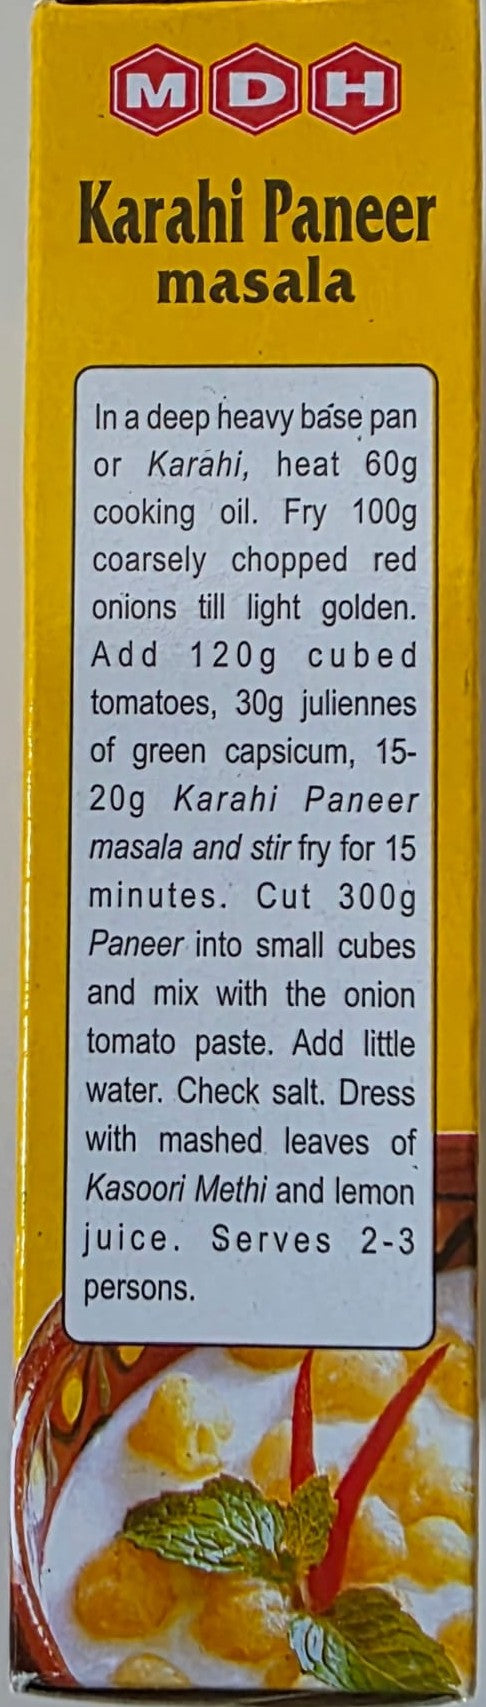 MDH
Karahi Paneer
masala
In a deep heavy base pan
or Karahi, heat 60g
cooking oil. Fry 100g
coarsely chopped red
onions till light golden.
Add 120g cubed
tomatoes, 30g juliennes
of green capsicum, 15-
20g Karahi Paneer
masala and stir fry for 15
minutes. Cut 300g
Paneer into small cubes
and mix with the onion
tomato paste. Add little
water. Check salt. Dress
with mashed leaves of
Kasoori Methi and lemon
juice. Serves 2-3
persons.